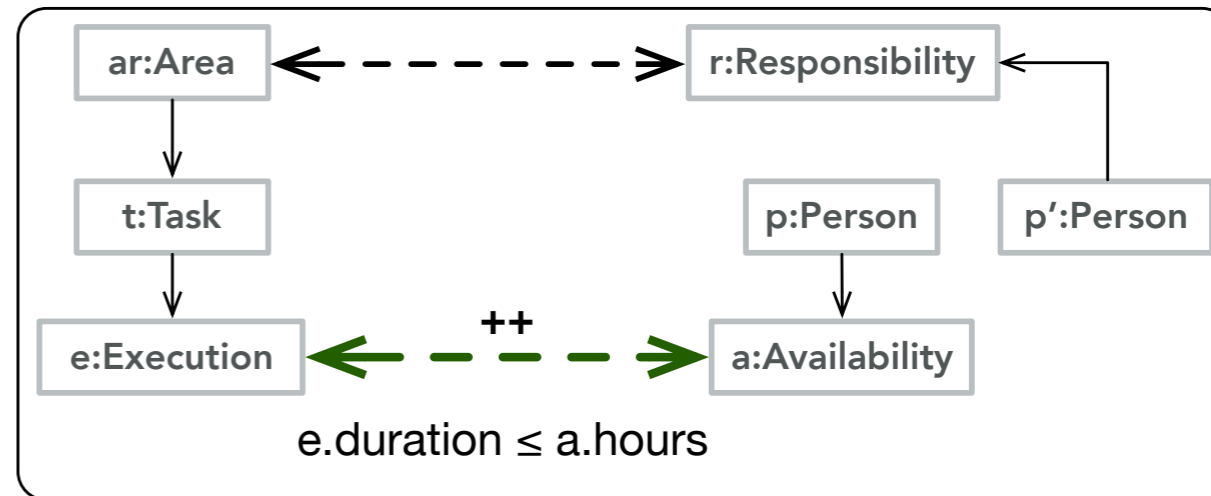 ar:Area
r:Responsibility
t:Task
p:Person
p’:Person
++
e:Execution
a:Availability
e.duration ≤ a.hours